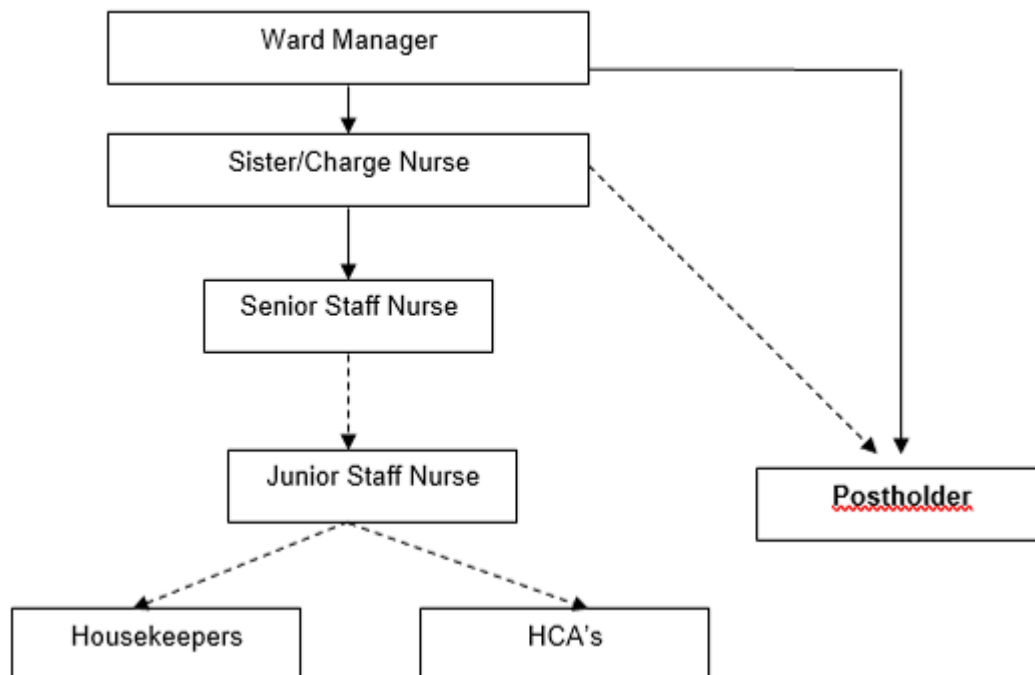 Ward Manager
Sister/Charge Nurse
Senior Staff Nurse
Junior Staff Nurse
Postholder
Housekeepers
HCA's